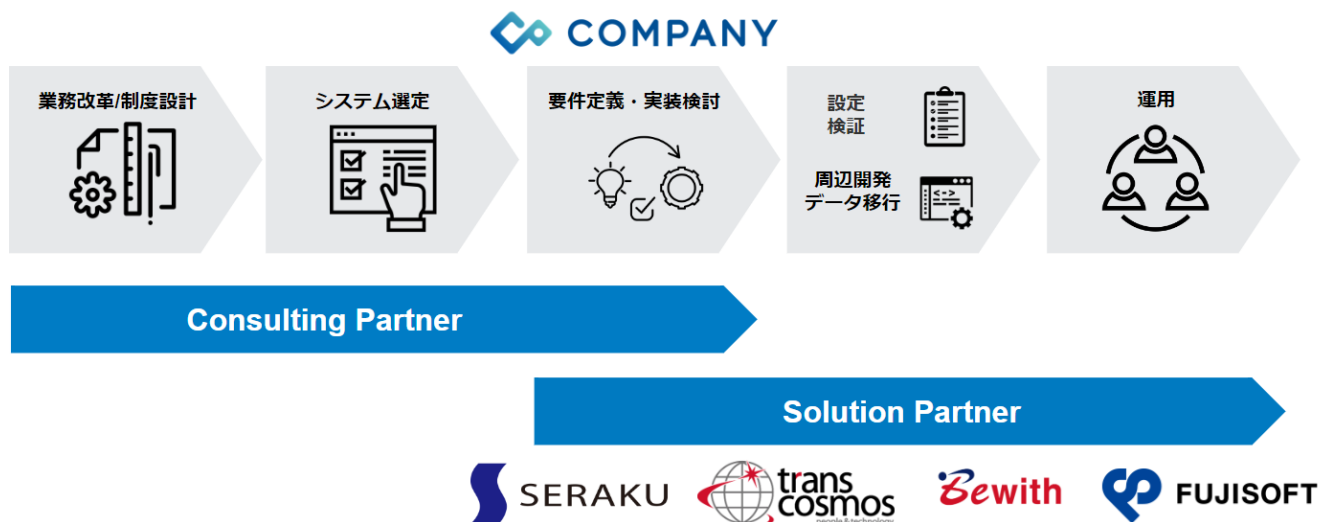 COMPANY
業務改革/制度設計
システム選定
要件定義・実装検討
設定
検証
周辺開発
データ移行
運用
Consulting Partner
Solution Partner
SERAKU
trans
cosmos
people & technology
Bewith
FUJISOFT